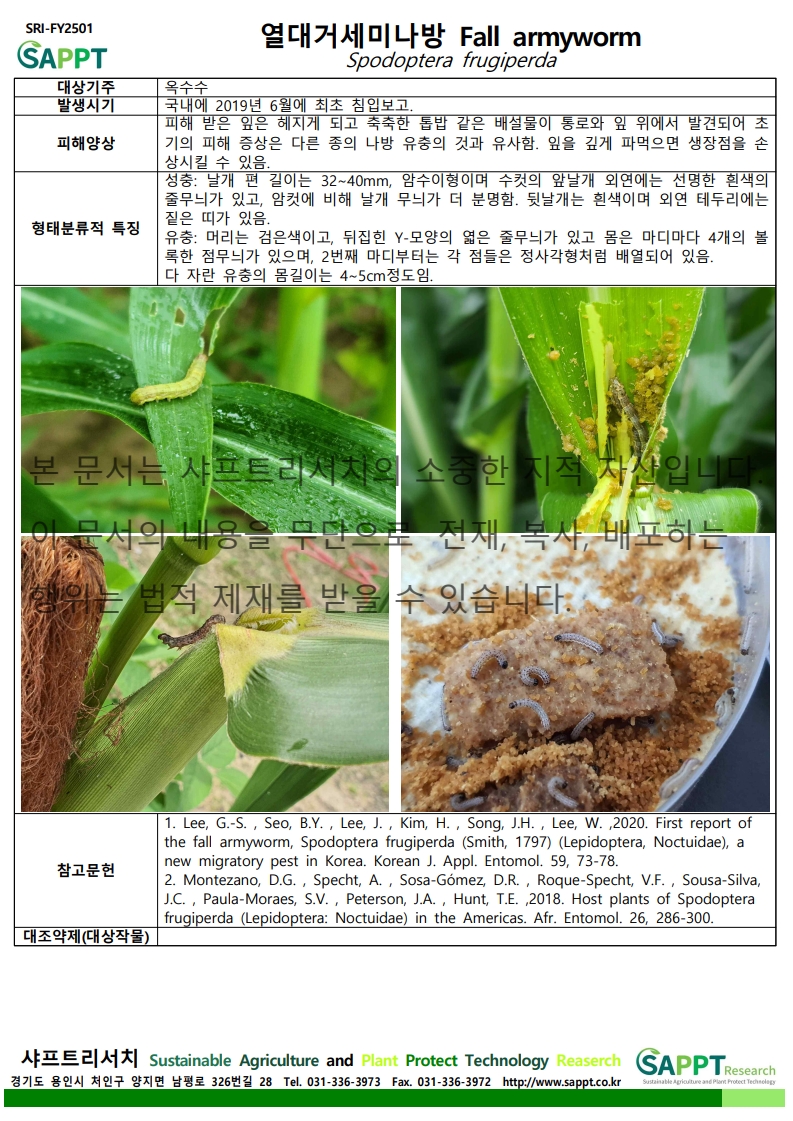 SRI-FY2501
SAPPT
열대거세미나방 Fall armyworm
Spodoptera frugiperda
대상기주 옥수수
발생시기 국내에 2019년 6월에 최초 침입보고.
피해양상
피해 받은 잎은 헤지게 되고 축축한 톱밥 같은 배설물이 통로와 잎 위에서 발견되어 초
기의 피해 증상은 다른 종의 나방 유충의 것과 유사함. 잎을 깊게 파먹으면 생장점을 손
상시킬 수 있음.
형태분류적 특징
성충: 날개 편 길이는 32~40mm, 암수이형이며 수컷의 앞날개 외연에는 선명한 흰색의
줄무늬가 있고, 암컷에 비해 날개 무늬가 더 분명함. 뒷날개는 흰색이며 외연 테두리에는
짙은 띠가 있음.
유충: 머리는 검은색이고, 뒤집힌 Y-모양의 엷은 줄무늬가 있고 몸은 마디마다 4개의 볼
록한 점무늬가 있으며, 2번째 마디부터는 각 점들은 정사각형처럼 배열되어 있음.
다 자란 유충의 몸길이는 4~5cm정도임.
본 문서는 샤프트리서치의 소중한 지적 자산입니다.
이 문서의 내용을 무단으로 전재, 복사, 배포하는
행위는 법적 제재를 받을 수 있습니다.
참고문헌
1. Lee, G.-S. , Seo, B.Y. , Lee, J. , Kim, H. , Song, J.H. , Lee, W. ,2020. First report of
the fall armyworm, Spodoptera frugiperda (Smith, 1797) (Lepidoptera, Noctuidae), a
new migratory pest in Korea. Korean J. Appl. Entomol. 59, 73-78.
2. Montezano, D.G. , Specht, A. , Sosa-Gómez, D.R. , Roque-Specht, V.F. , Sousa-Silva,
J.C. , Paula-Moraes, S.V. , Peterson, J.A. , Hunt, T.E. ,2018. Host plants of Spodoptera
frugiperda (Lepidoptera: Noctuidae) in the Americas. Afr. Entomol. 26, 286-300.
대조약제(대상작물)
샤프트리서치 Sustainable Agriculture and Plant Protect Technology Reaserch
경기도 용인시 처인구 양지면 남평로 326번길 28 Tel. 031-336-3973 Fax. 031-336-3972 http://www.sappt.co.kr
SAPPT Research
Sustainable Agriculture and Plant Protect Technology